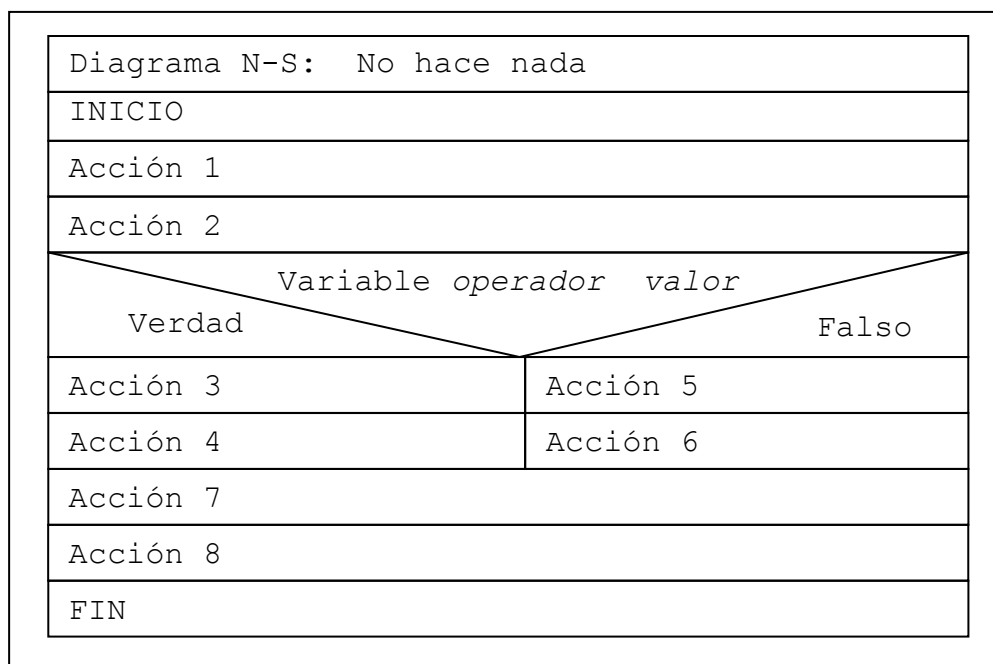 Diagrama N-S:  No hace nada
INICIO
Acción 1
Acción 2
Variable operador  valor
Verdad
Falso
Acción 3
Acción 5
Acción 4
Acción 6
Acción 7
Acción 8
FIN